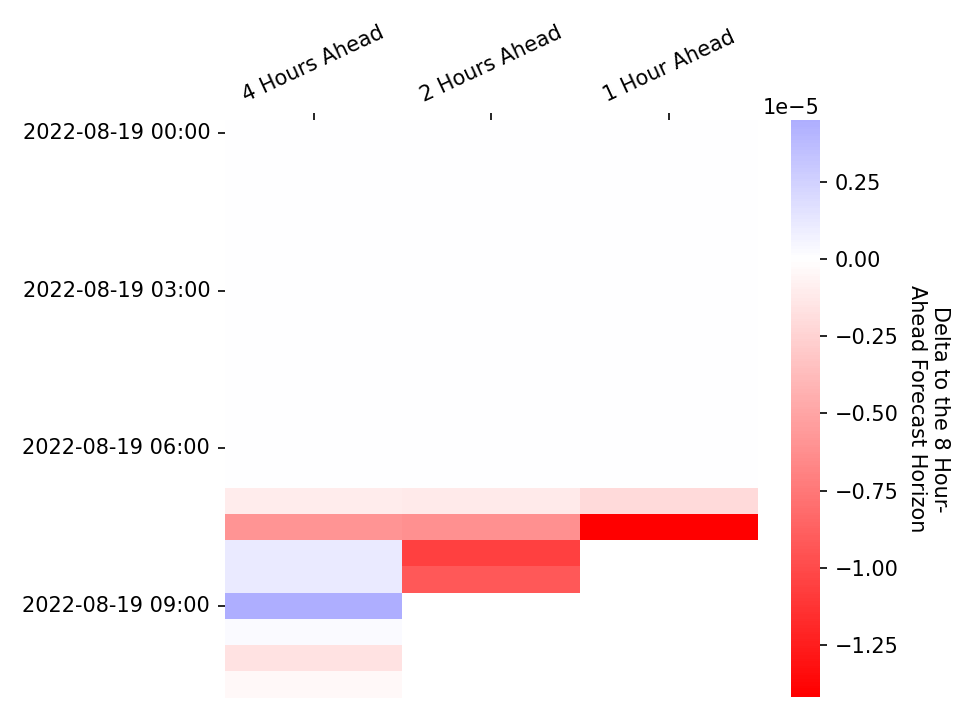 4 Hours Ahead
2 Hours Ahead
1 Hour Ahead
1e−5
2022-08-19 00:00
2022-08-19 03:00
2022-08-19 06:00
2022-08-19 09:00
0.25
0.00
−0.25
−0.50
−0.75
−1.00
−1.25
Delta to the 8 Hour-
Ahead Forecast Horizon